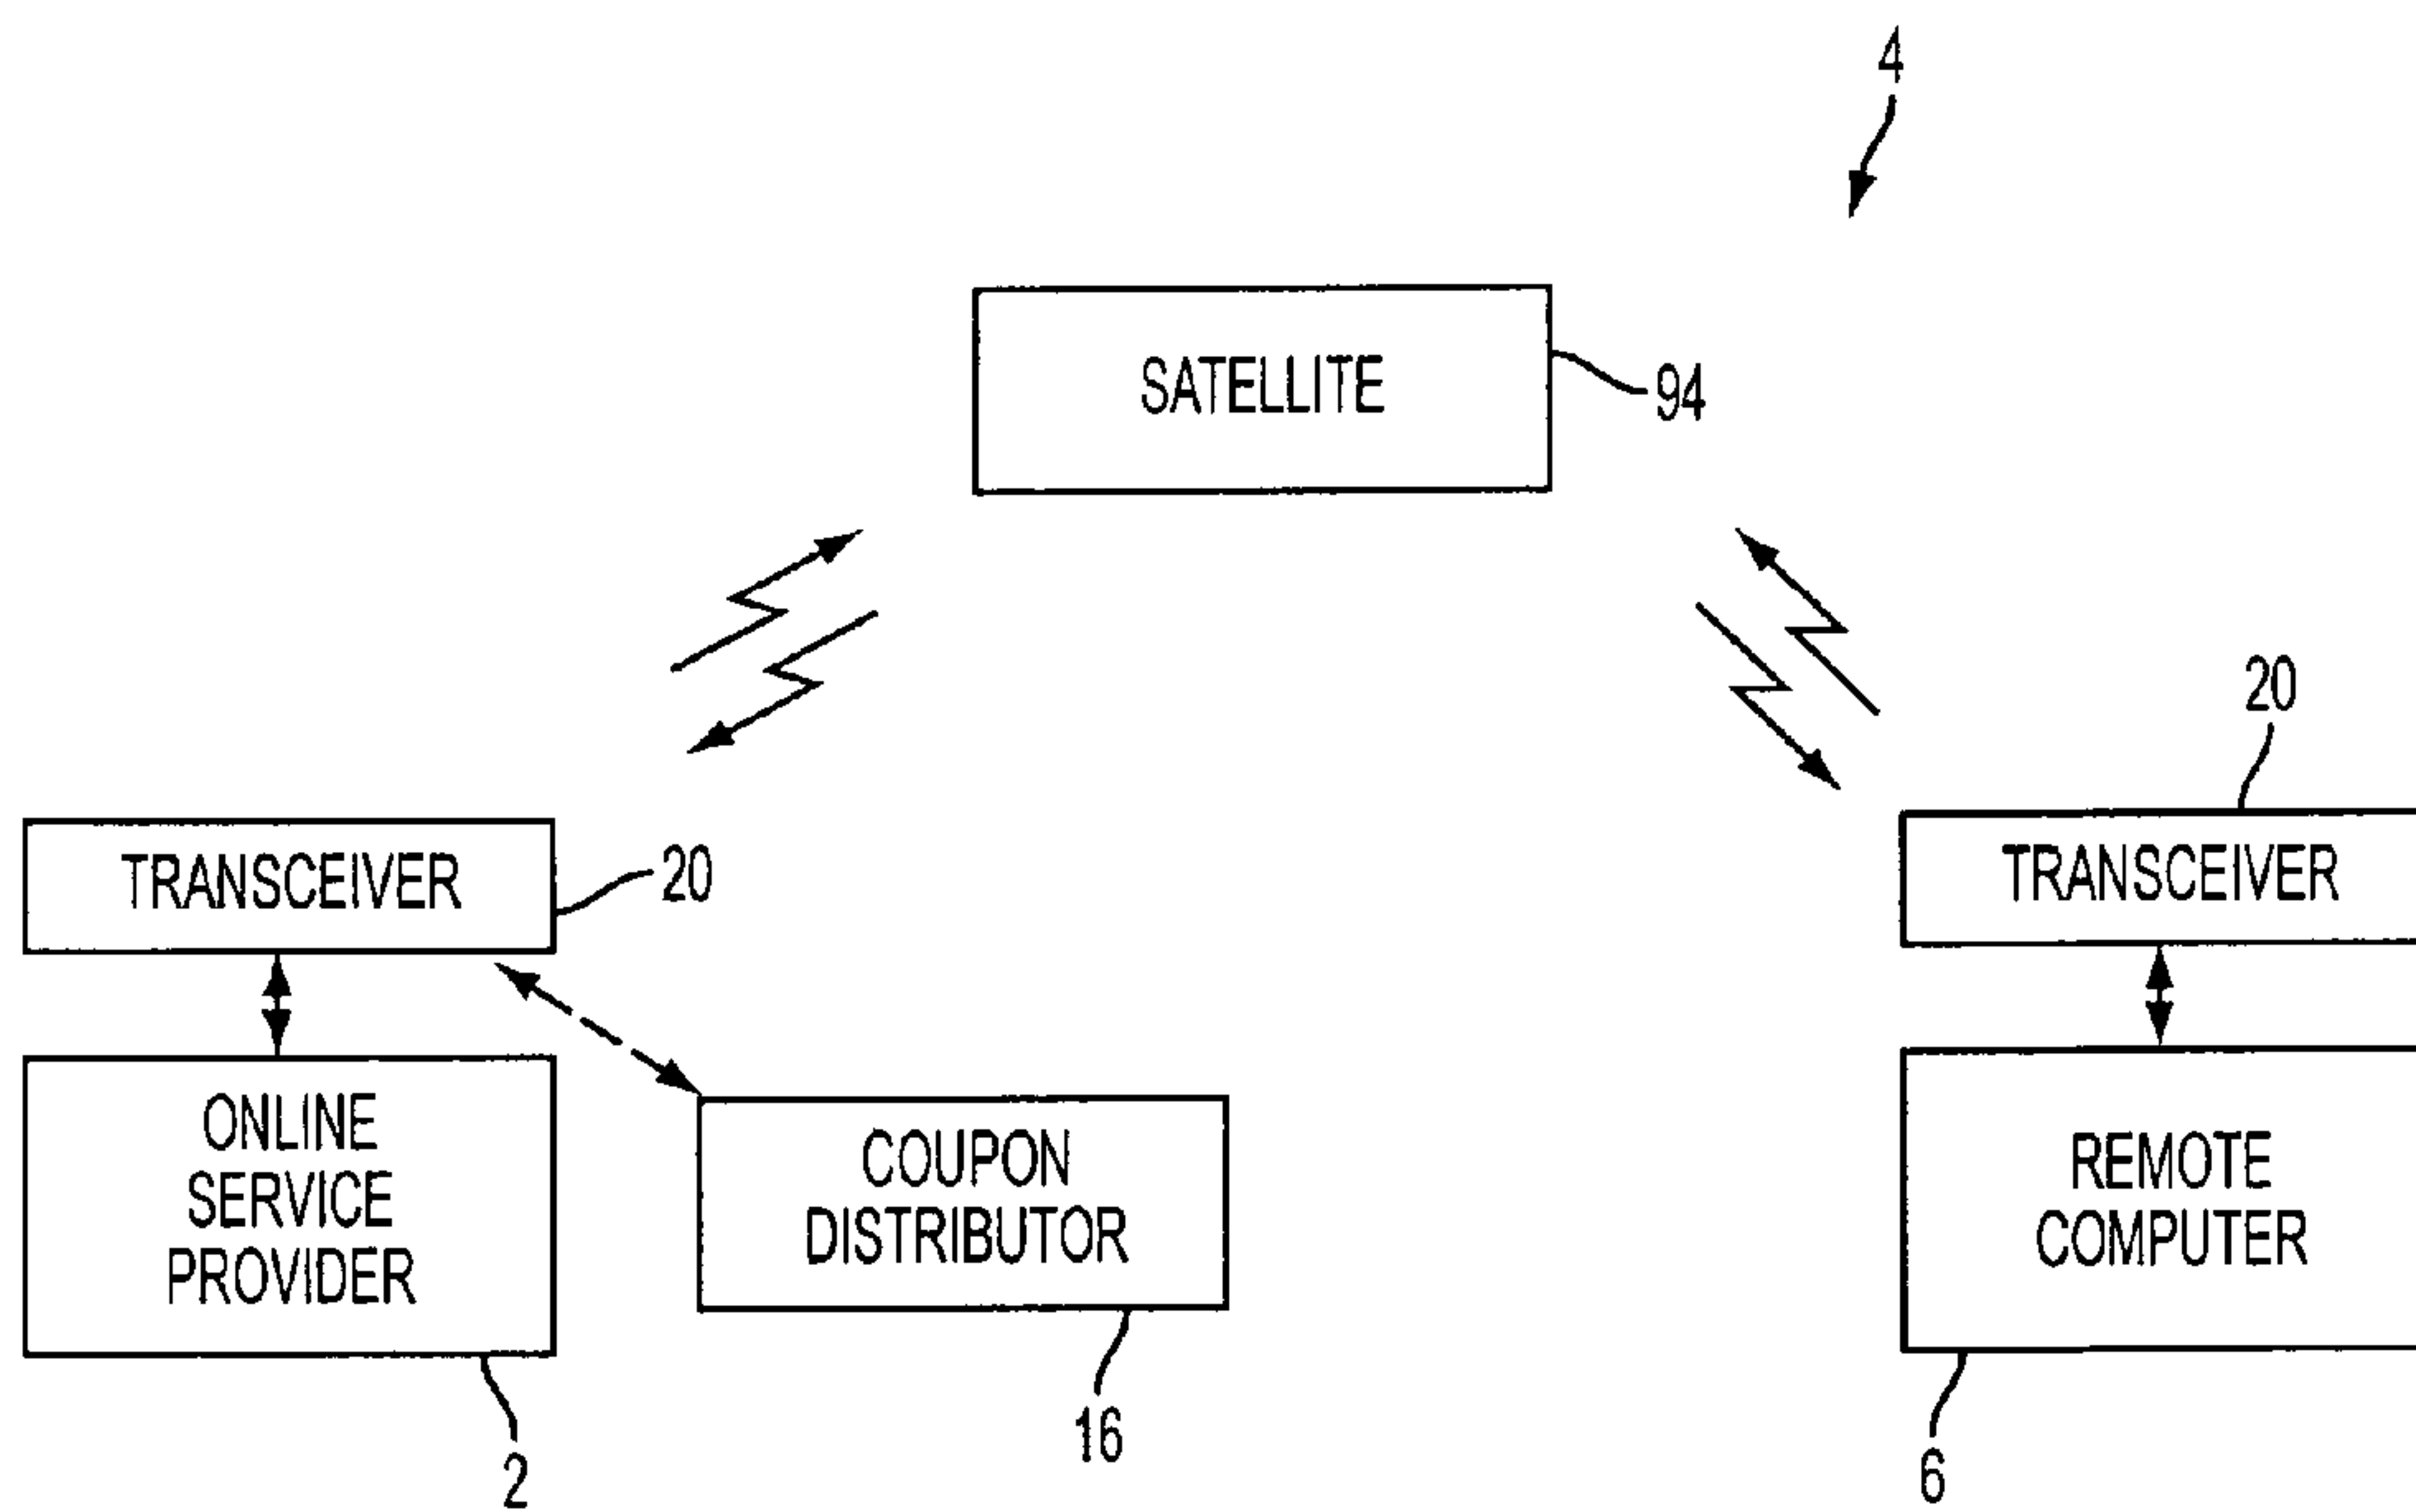 4
SATELLITE
94
20
TRANSCEIVER
20
TRANSCEIVER
ONLINE
SERVICE
PROVIDER
COUPON
DISTRIBUTOR
REMOTE
COMPUTER
2
16
6